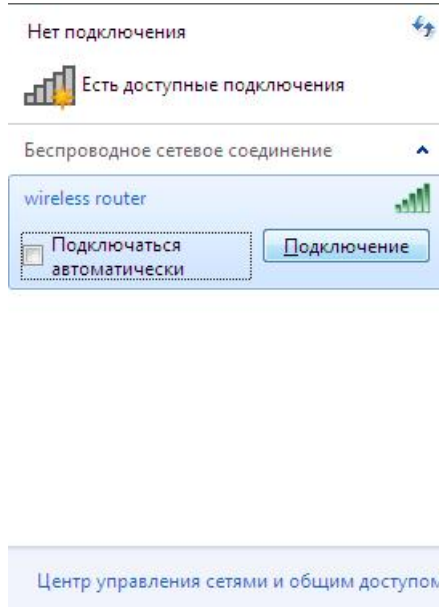 Нет подключения
Есть доступные подключения
Беспроводное сетевое соединение
wireless router
Подключаться
автоматически
Подключение
Центр управления сетями и общим доступом